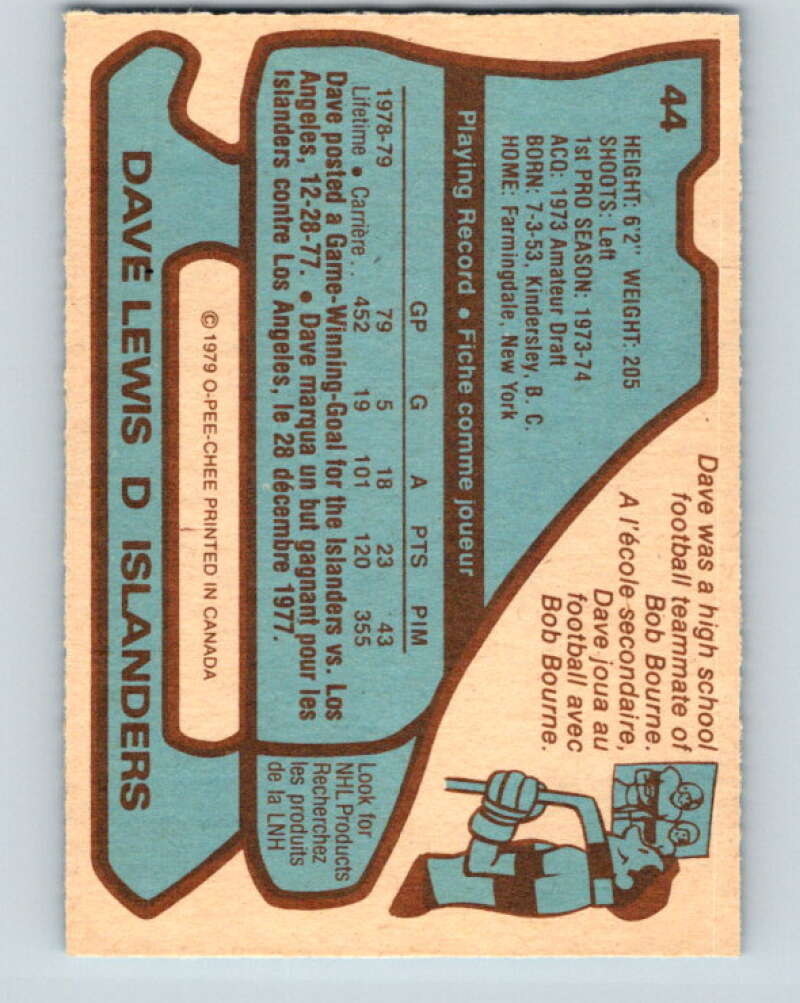 44
HEIGHT: 6'2" WEIGHT: 205
SHOOTS: Left
1st PRO SEASON: 1973-74
ACQ: 1973 Amateur Draft
BORN: 7-3-53, Kindersley, B. C.
HOME: Farmingdale, New York
Dave was a high school
football teammate of
Bob Bourne.
A l'école secondaire,
Dave joua au
football avec
Bob Bourne.
Playing Record • Fiche comme joueur
GP G A PTS PIM
1978-79 79 5 18 23 43
Lifetime • Carrière . . 452 19 101 120 355
Dave posted a Game-Winning-Goal for the Islanders vs. Los
Angeles, 12-28-77. • Dave marqua un but gagnant pour les
Islanders contre Los Angeles, le 28 décembre 1977.
Look for
NHL Products
Recherchez
les produits
de la LNH
© 1979 O-PEE-CHEE PRINTED IN CANADA
DAVE LEWIS D ISLANDERS